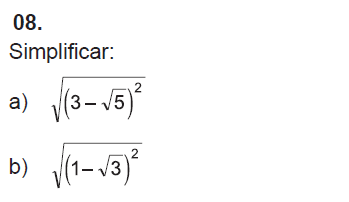 08.
Simplificar:
a) √(3 – √5)²
b) √(1– √3)²